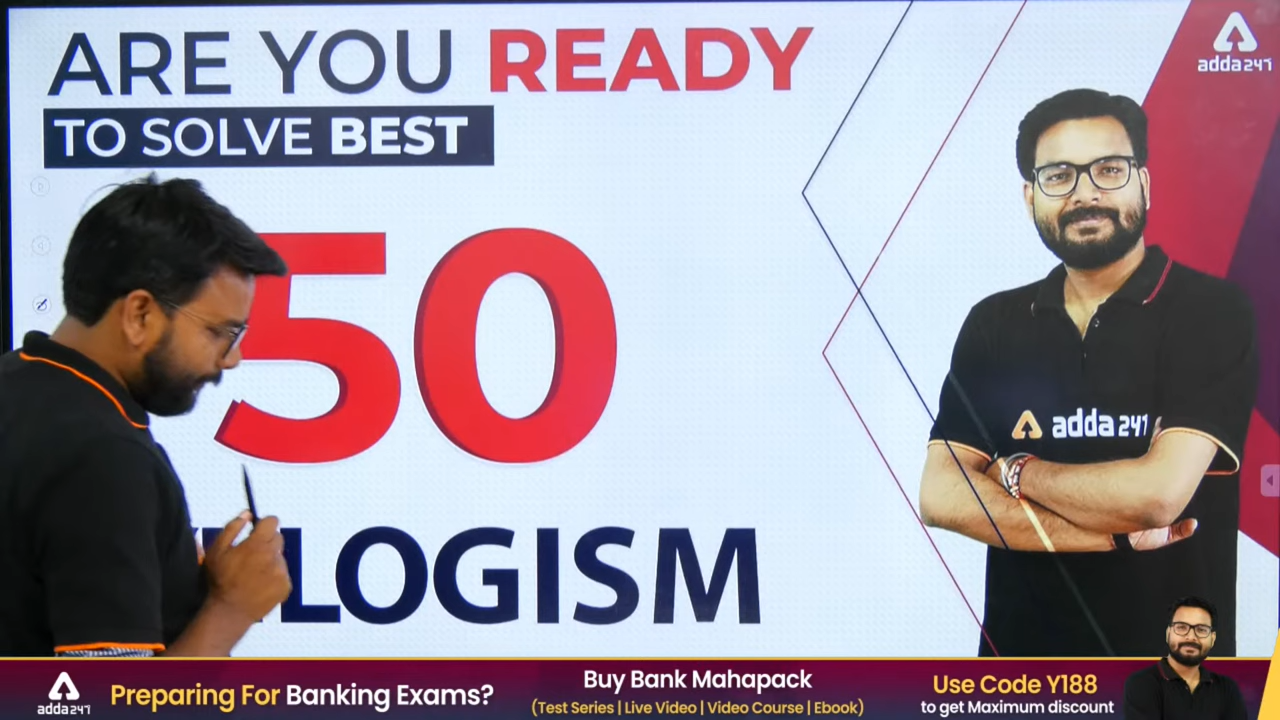 ARE YOU READY
TO SOLVE BEST
50
LOGISM
adda247
adda247
adda247
Preparing For Banking Exams?
Buy Bank Mahapack
(Test Series | Live Video | Video Course | Ebook)
Use Code Y188
to get Maximum discount